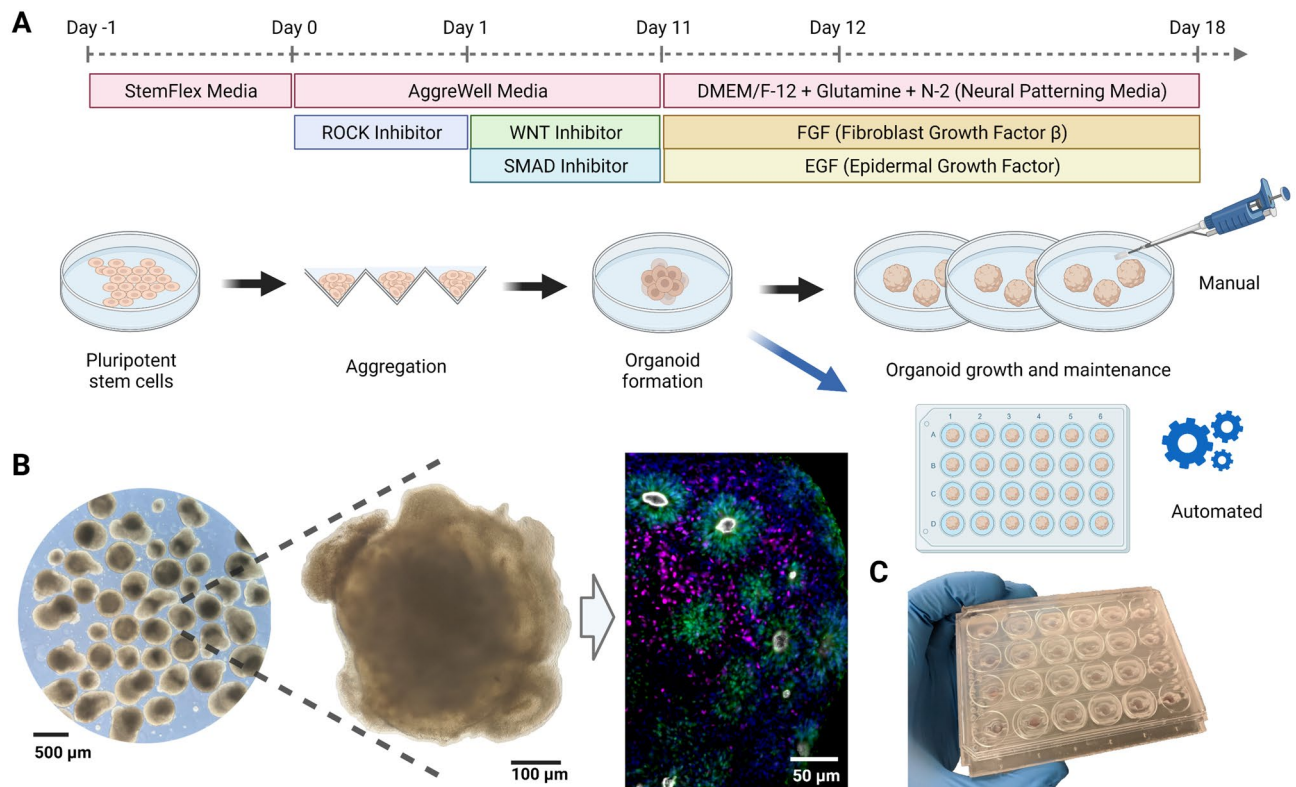 A
Day -1
Day 0
Day 1
Day 11
Day 12
Day 18
StemFlex Media
AggreWell Media
DMEM/F-12 + Glutamine + N-2 (Neural Patterning Media)
ROCK Inhibitor
WNT Inhibitor
FGF (Fibroblast Growth Factor β)
SMAD Inhibitor
EGF (Epidermal Growth Factor)
Manual
Pluripotent
stem cells
Aggregation
Organoid
formation
Organoid growth and maintenance
1 2 3 4 5 6
A
B
C
D
Automated
B
500 µm
100 µm
50 µm
C